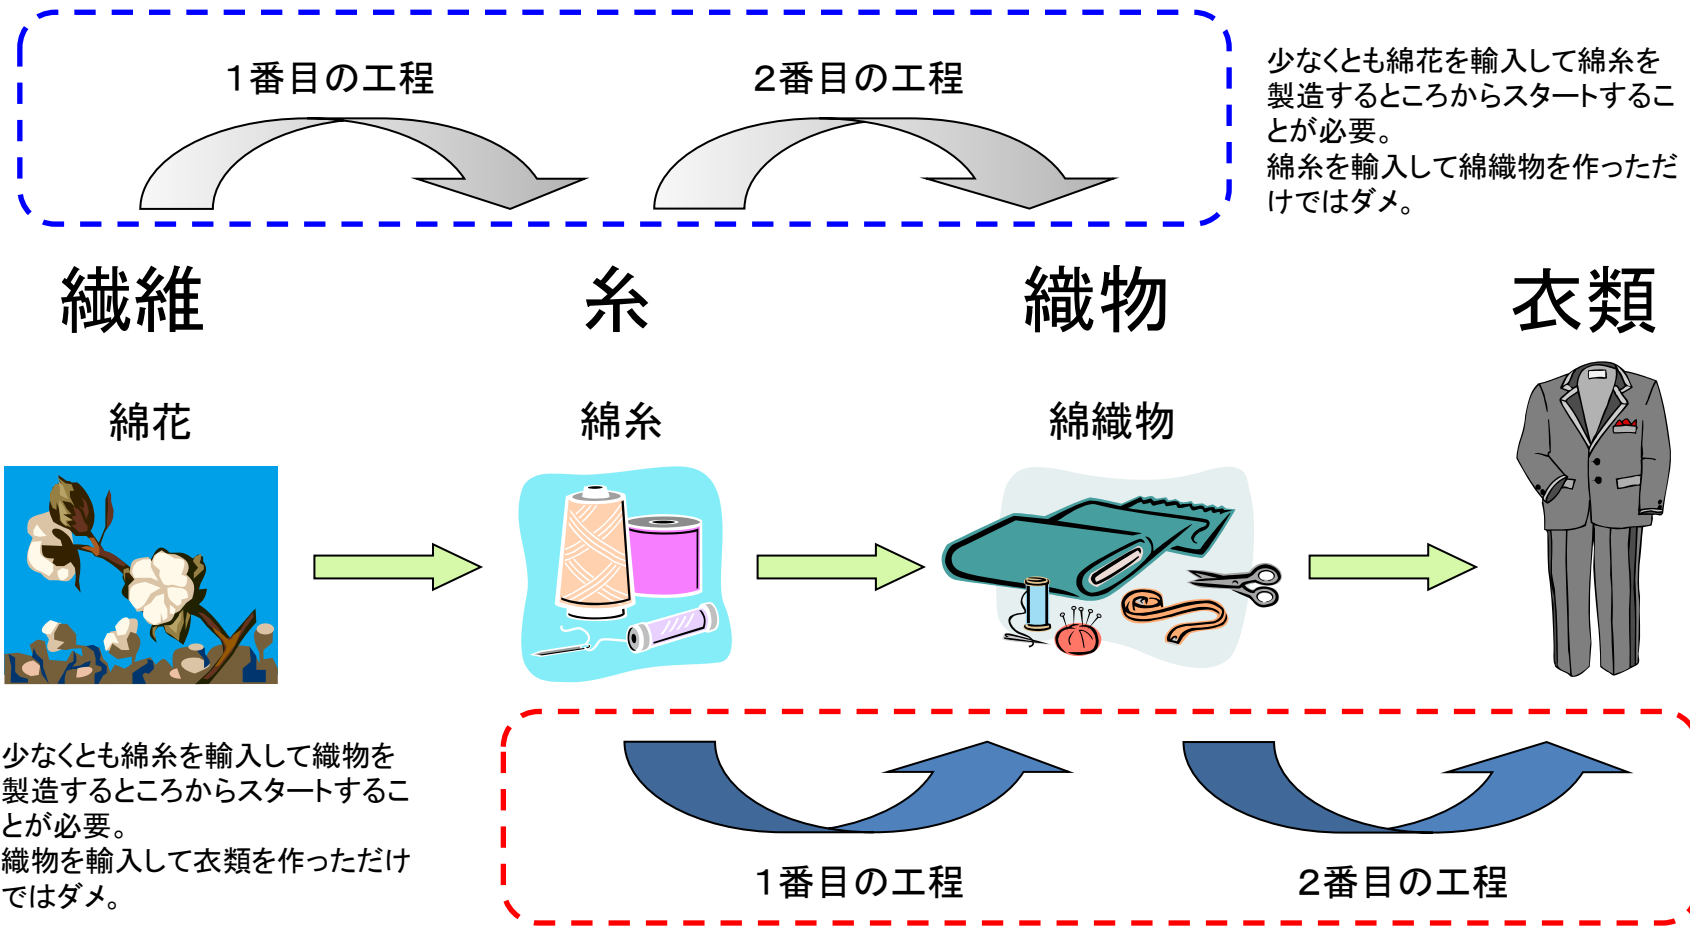 1番目の工程
2番目の工程
少なくとも綿花を輸入して綿糸を
製造するところからスタートするこ
とが必要。
綿糸を輸入して綿織物を作っただ
けではダメ。
繊維
糸
織物
衣類
綿花
綿糸
綿織物
少なくとも綿糸を輸入して織物を
製造するところからスタートするこ
とが必要。
織物を輸入して衣類を作っただけ
ではダメ。
1番目の工程
2番目の工程